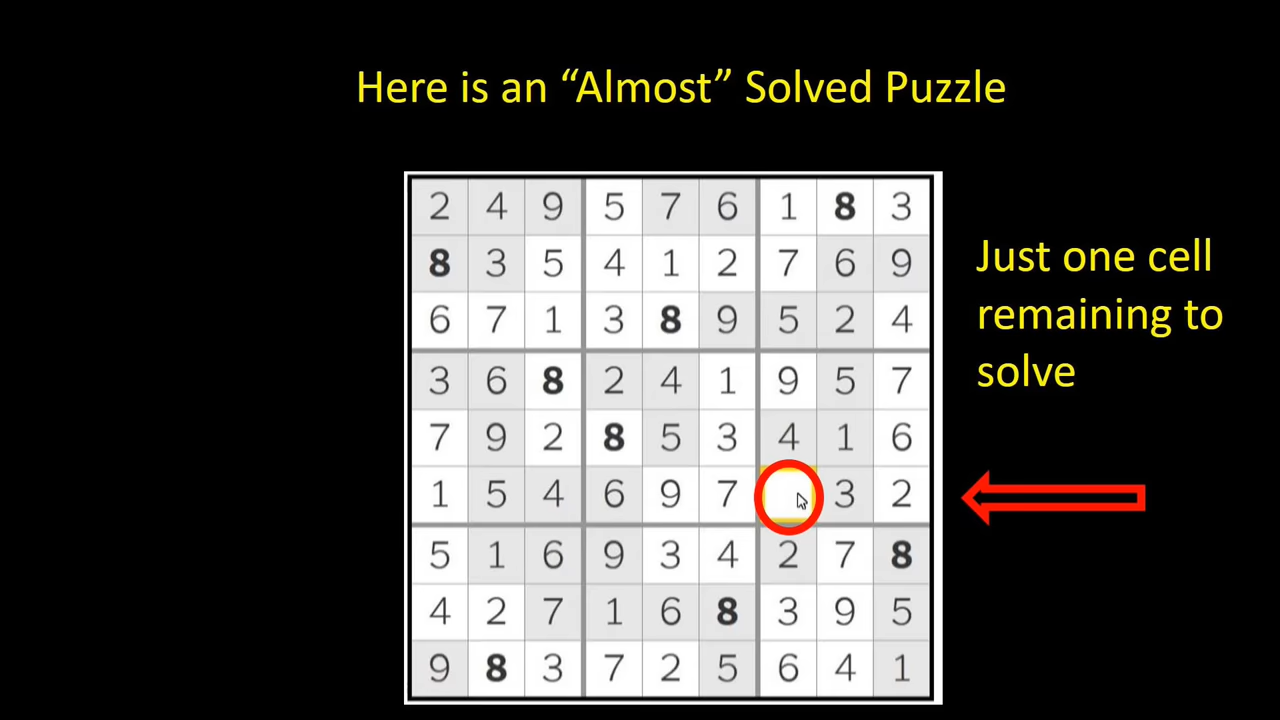 Here is an “Almost” Solved Puzzle
2 4 9 5 7 6 1 8 3
8 3 5 4 1 2 7 6 9
6 7 1 3 8 9 5 2 4
3 6 8 2 4 1 9 5 7
7 9 2 8 5 3 4 1 6
1 5 4 6 9 7 3 2
5 1 6 9 3 4 2 7 8
4 2 7 1 6 8 3 9 5
9 8 3 7 2 5 6 4 1
Just one cell
remaining to
solve